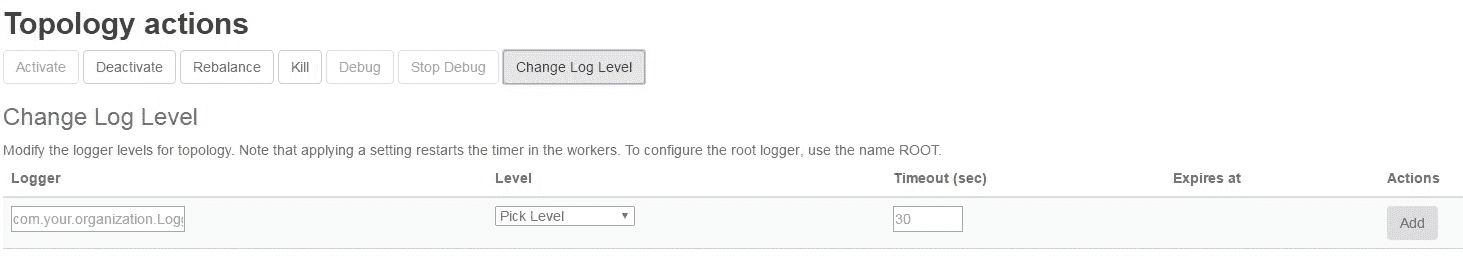 Topology actions
Activate Deactivate Rebalance Kill Debug Stop Debug Change Log Level
Change Log Level
Modify the logger levels for topology. Note that applying a setting restarts the timer in the workers. To configure the root logger, use the name ROOT.
Logger Level Timeout (sec) Expires at Actions
com.your.organization.Log Pick Level 30 Add